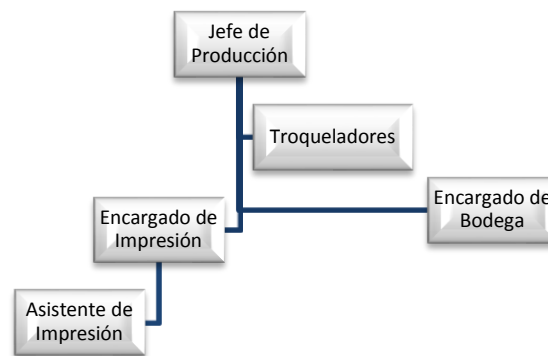 Jefe de
Producción
Troqueladores
Encargado de
Bodega
Encargado de
Impresión
Asistente de
Impresión